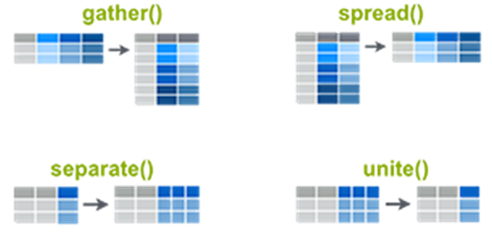 gather()
spread()
separate()
unite()